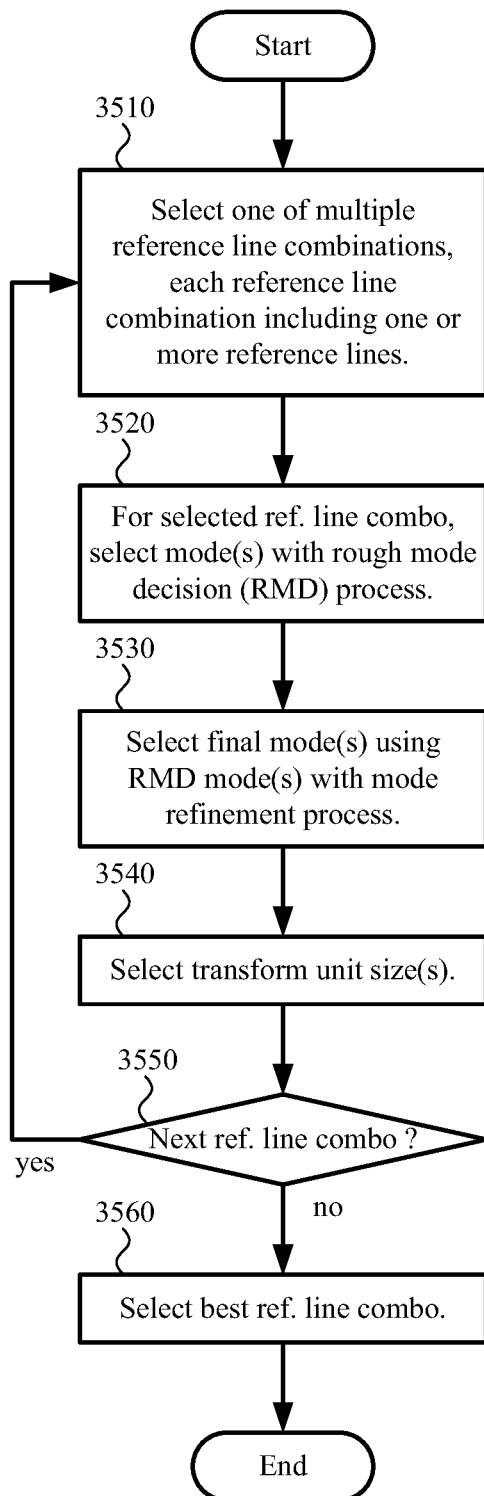 Start
3510
Select one of multiple
reference line combinations,
each reference line
combination including one or
more reference lines.
3520
For selected ref. line combo,
select mode(s) with rough mode
decision (RMD) process.
3530
Select final mode(s) using
RMD mode(s) with mode
refinement process.
3540
Select transform unit size(s).
3550
Next ref. line combo ?
yes
no
3560
Select best ref. line combo.
End